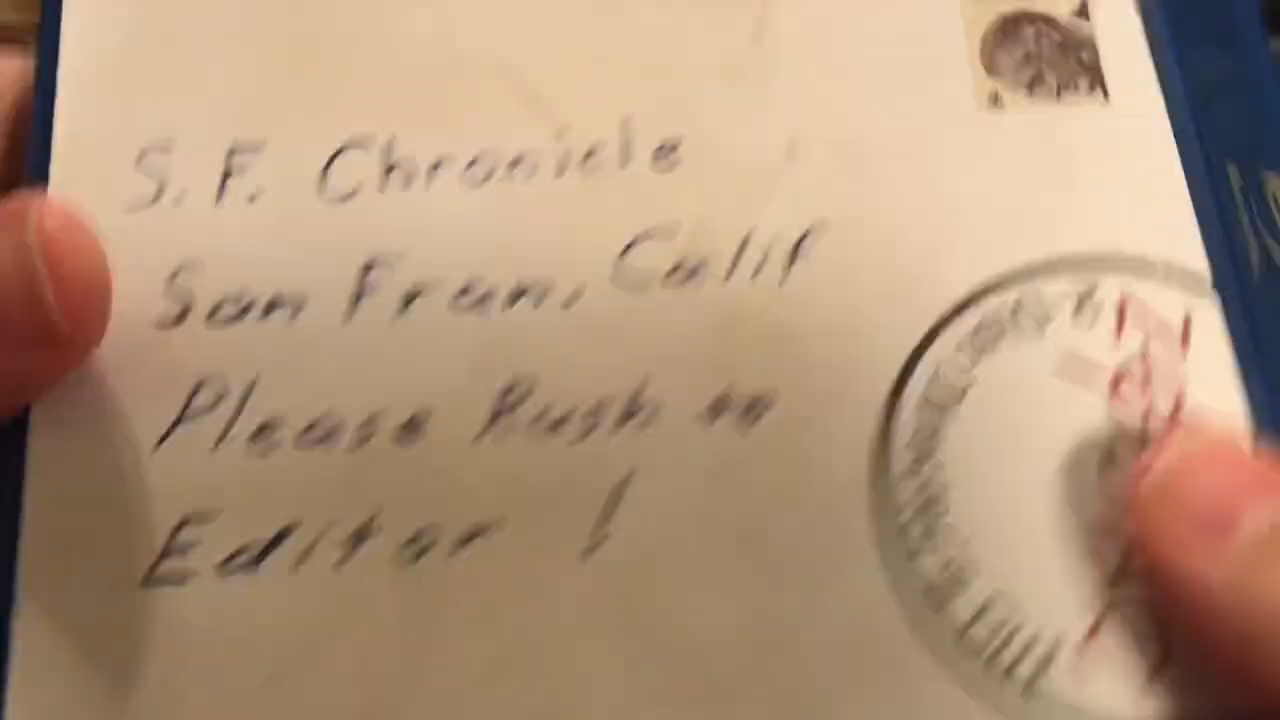 S.F. Chronicle
San Fran, Calif
Please Rush to
Editor !